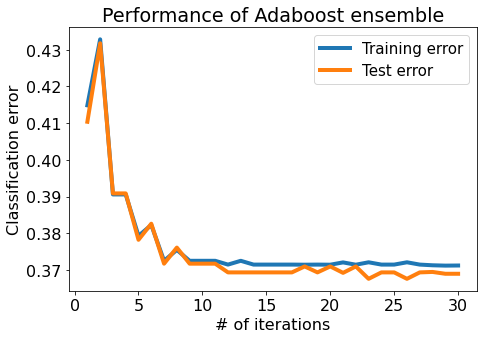 Performance of Adaboost ensemble
Training error
Test error
Classification error
0.43
0.42
0.41
0.40
0.39
0.38
0.37
0
5
10
15
20
25
30
# of iterations